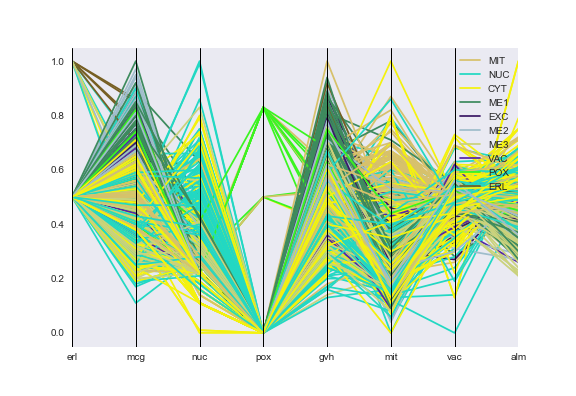 1.0
0.8
0.6
0.4
0.2
0.0
erl mcg nuc pox gvh mit vac alm
MIT
NUC
CYT
ME1
EXC
ME2
ME3
VAC
POX
ERL